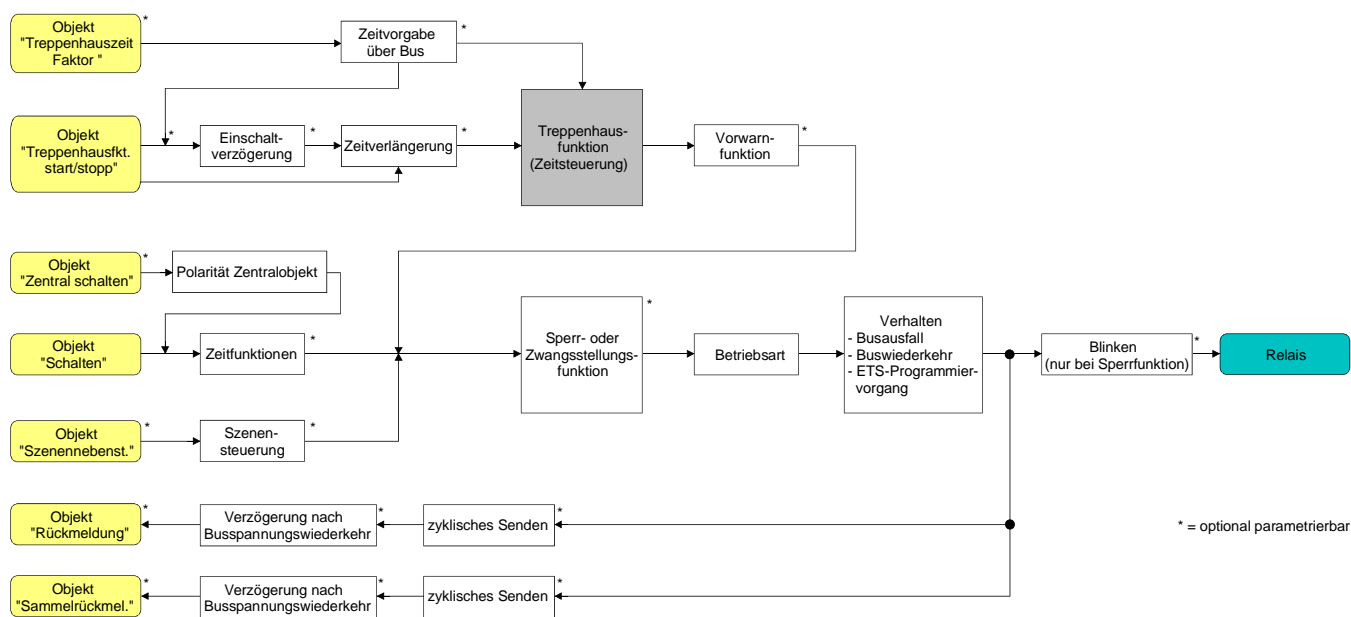 Objekt
"Treppenhauszeit
Faktor "
*
Zeitvorgabe
über Bus
*
Objekt
"Treppenhausfkt.
start/stopp"
*
Einschalt-
verzögerung
*
Zeitverlängerung
*
Treppenhaus-
funktion
(Zeitsteuerung)
Vorwarn-
funktion
*
Objekt
"Zentral schalten"
*
Polarität Zentralobjekt
Objekt
"Schalten"
Zeitfunktionen
*
Sperr- oder
Zwangsstellungs-
funktion
*
Betriebsart
Verhalten
- Busausfall
- Buswiederkehr
- ETS-Programmier-
vorgang
Blinken
(nur bei Sperrfunktion)
*
Relais
Objekt
"Szenennebenst."
*
Szenen-
steuerung
*
Objekt
"Rückmeldung"
*
Verzögerung nach
Busspannungswiederkehr
*
zyklisches Senden
*
* = optional parametrierbar
Objekt
"Sammelrückmel."
*
Verzögerung nach
Busspannungswiederkehr
*
zyklisches Senden
*